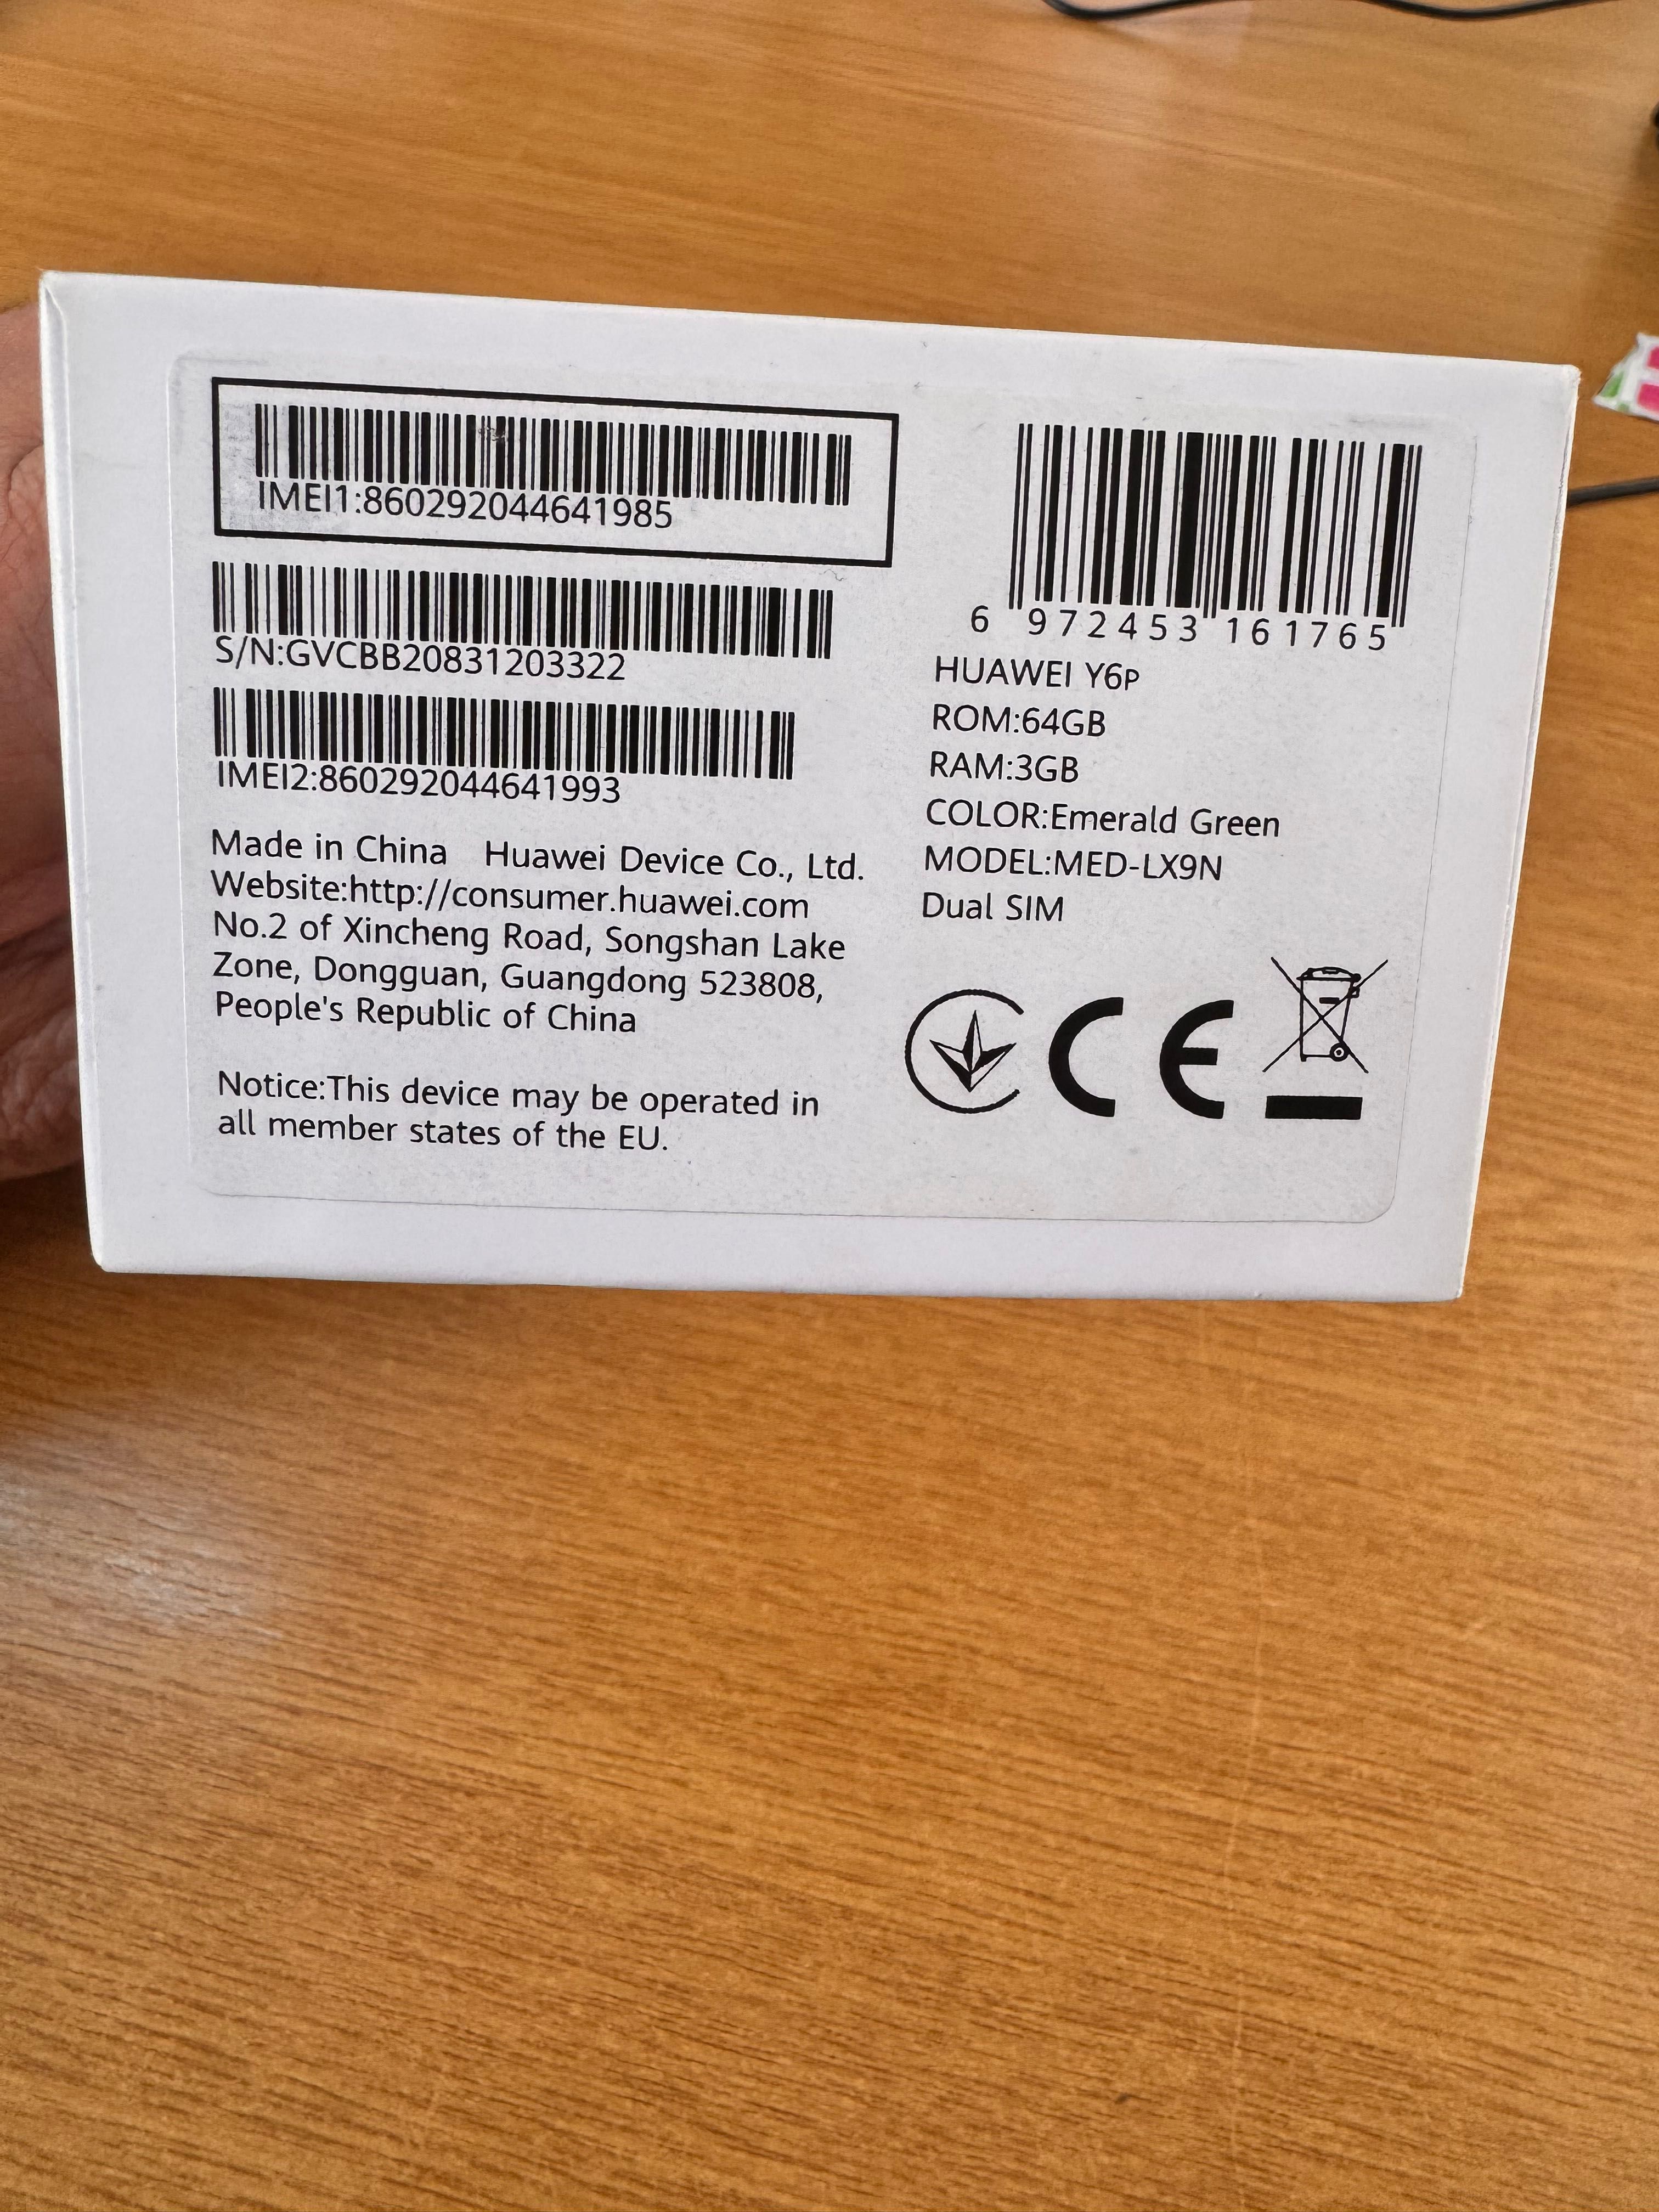 IMEI1:860292044641985
S/N:GVCBB20831203322
IMEI2:860292044641993
Made in China Huawei Device Co., Ltd.
Website:http://consumer.huawei.com
No.2 of Xincheng Road, Songshan Lake
Zone, Dongguan, Guangdong 523808,
People's Republic of China
Notice:This device may be operated in
all member states of the EU.
6 972453 161765
HUAWEI Y6p
ROM:64GB
RAM:3GB
COLOR:Emerald Green
MODEL:MED-LX9N
Dual SIM
CE